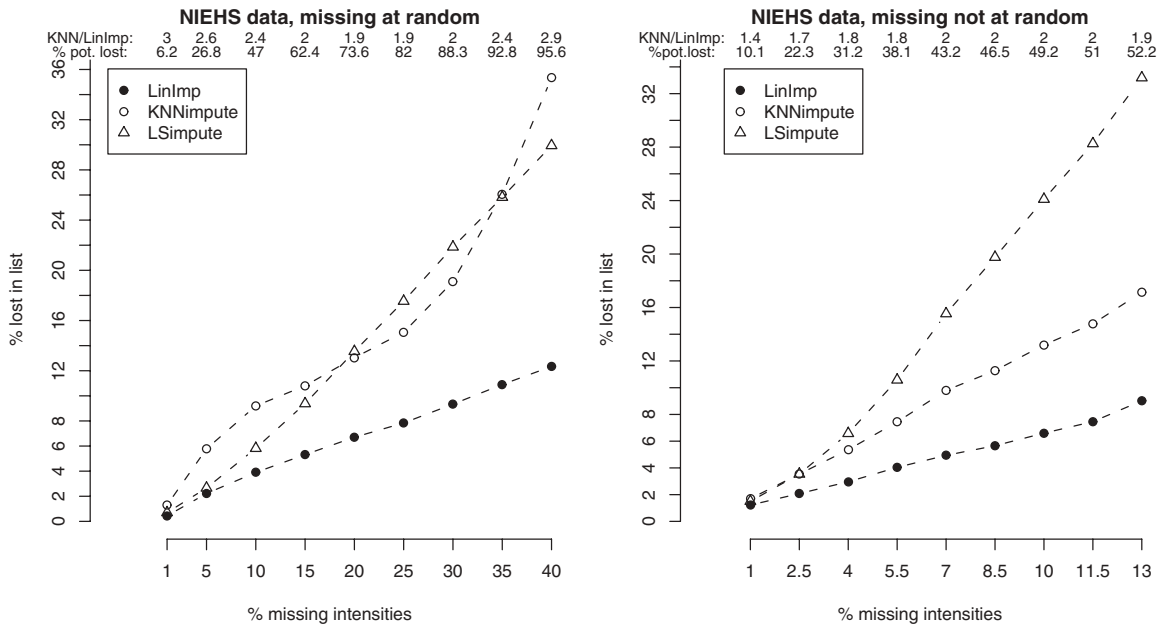 NIEHS data, missing at random
KNN/LinImp: 3 2.6 2.4 2 1.9 1.9 2 2.4 2.9
% pot. lost: 6.2 26.8 47 62.4 73.6 82 88.3 92.8 95.6
LinImp
KNNimpute
LSimpute
% lost in list
36
32
28
24
20
16
12
8
6
4
2
0
1 5 10 15 20 25 30 35 40
% missing intensities
NIEHS data, missing not at random
KNN/LinImp: 1.4 1.7 1.8 1.8 2 2 2 2 1.9
%pot.lost: 10.1 22.3 31.2 38.1 43.2 46.5 49.2 51 52.2
LinImp
KNNimpute
LSimpute
% lost in list
32
28
24
20
16
12
8
6
4
2
0
1 2.5 4 5.5 7 8.5 10 11.5 13
% missing intensities